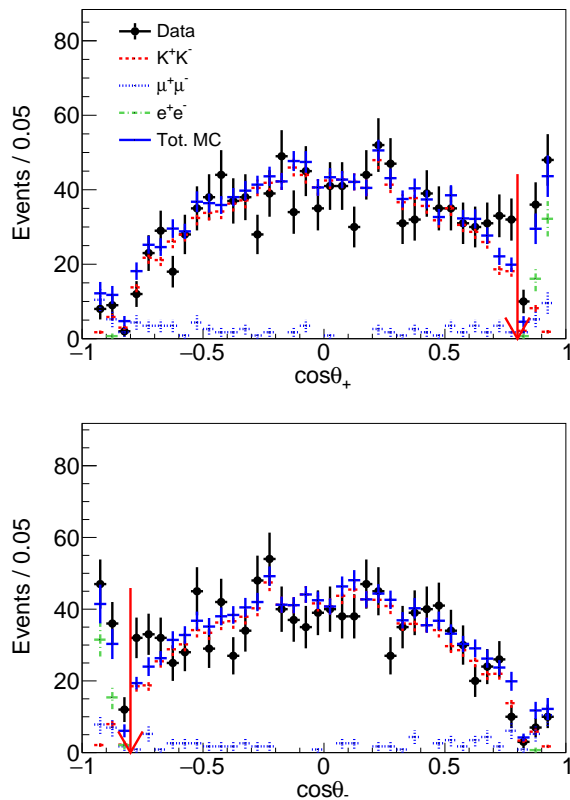 80
60
40
20
0
Events / 0.05
Data
K⁺K⁻
μ⁺μ⁻
e⁺e⁻
Tot. MC
−1 −0.5 0 0.5 1
cosθ₊
80
60
40
20
0
Events / 0.05
−1 −0.5 0 0.5 1
cosθ₋